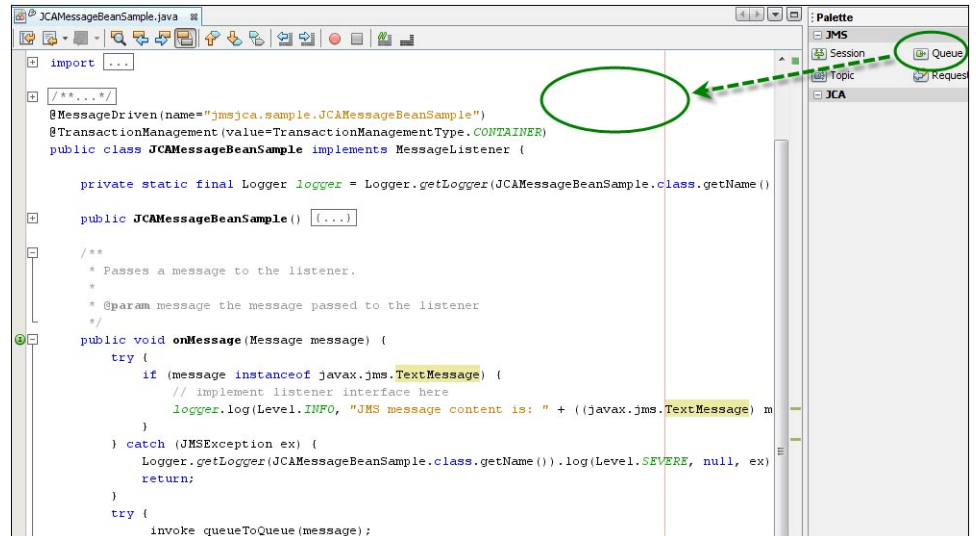 JCAMessageBeanSample.java
import ...
/**...*/
@MessageDriven(name="jmsjca.sample.JCAMessageBeanSample")
@TransactionManagement(value=TransactionManagementType.CONTAINER)
public class JCAMessageBeanSample implements MessageListener {
private static final Logger logger = Logger.getLogger(JCAMessageBeanSample.class.getName()
public JCAMessageBeanSample() {...}
/**
* Passes a message to the listener.
*
* @param message the message passed to the listener
*/
public void onMessage(Message message) {
try {
if (message instanceof javax.jms.TextMessage) {
// implement listener interface here
logger.log(Level.INFO, "JMS message content is: " + ((javax.jms.TextMessage) m
}
} catch (JMSException ex) {
Logger.getLogger(JCAMessageBeanSample.class.getName()).log(Level.SEVERE, null, ex)
return;
}
try {
_invoke_queueToQueue(message);
Palette
JMS
Session
Queue
Topic
Request
JCA